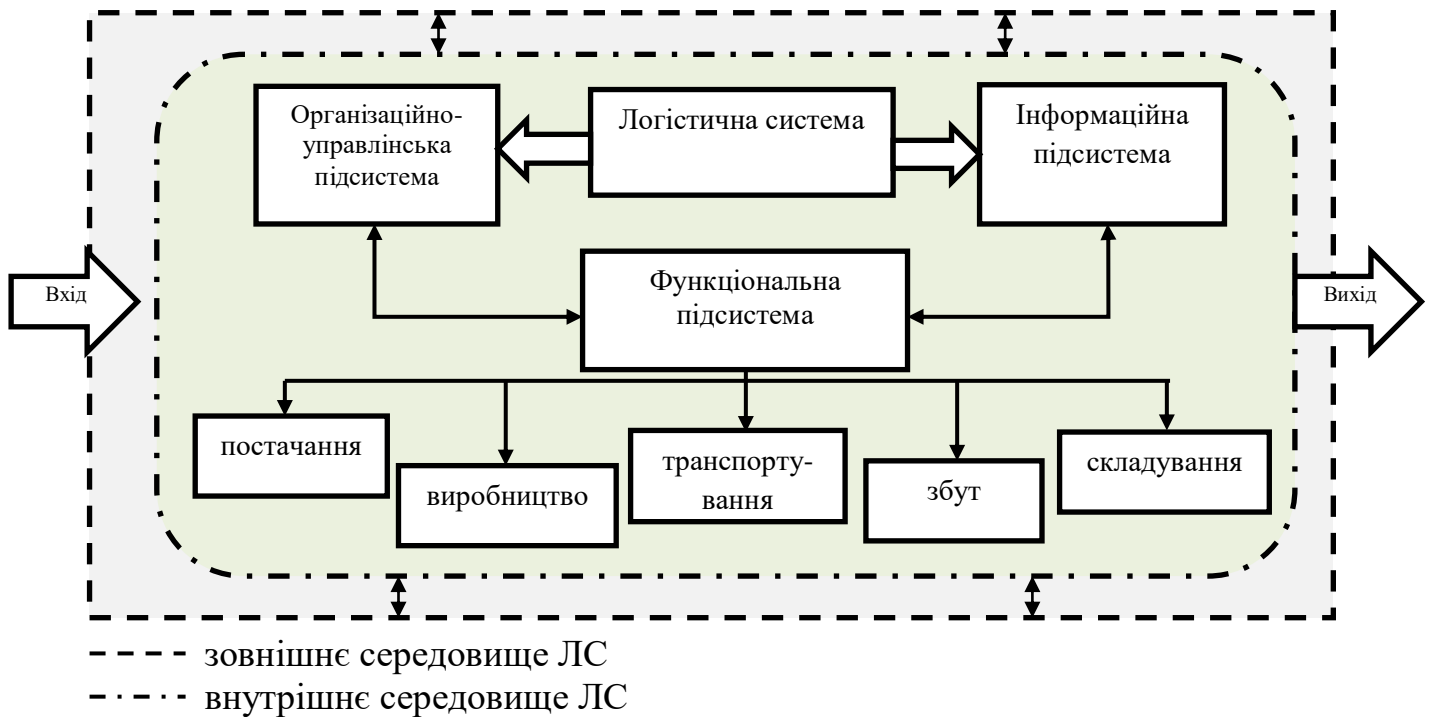 Організаційно-
управлінська
підсистема
Логістична система
Інформаційна
підсистема
Вхід
Функціональна
підсистема
Вихід
постачання
виробництво
транспорту-
вання
збут
складування
зовнішнє середовище ЛС
внутрішнє середовище ЛС